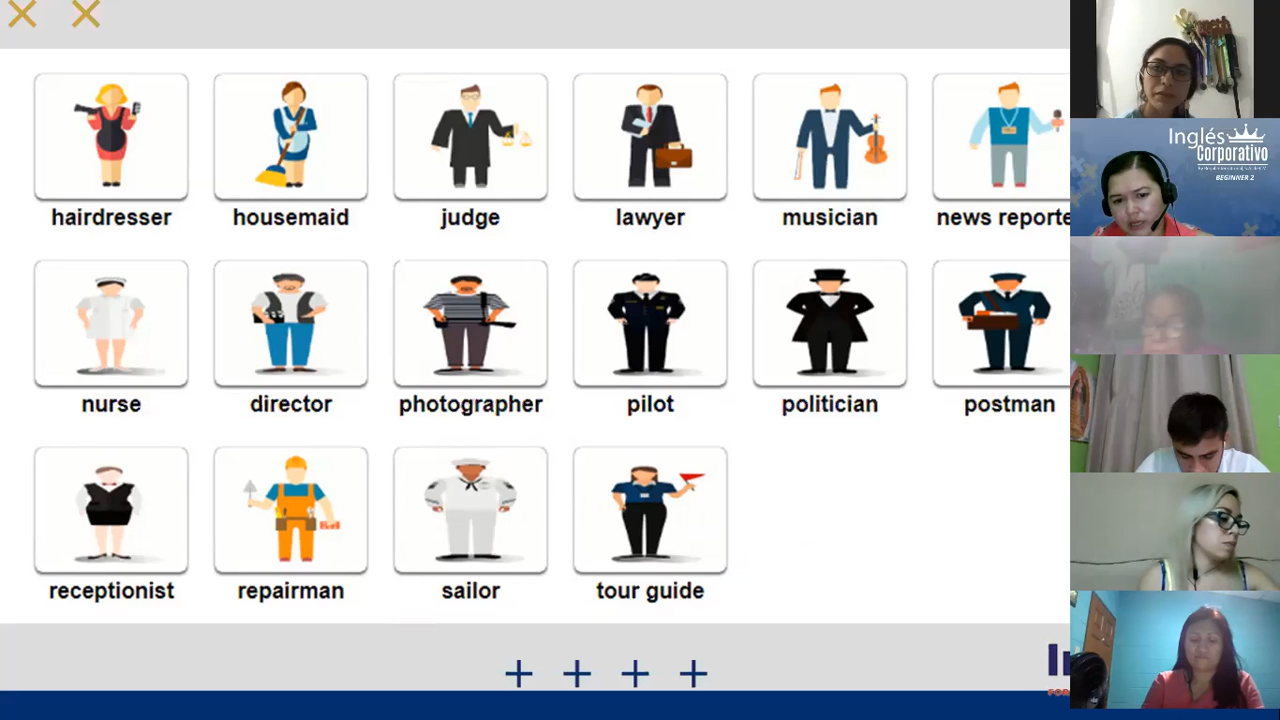 hairdresser housemaid judge lawyer musician news reporte
nurse director photographer pilot politician postman
receptionist repairman sailor tour guide
Inglés
Corporativo
BEGINNER 2